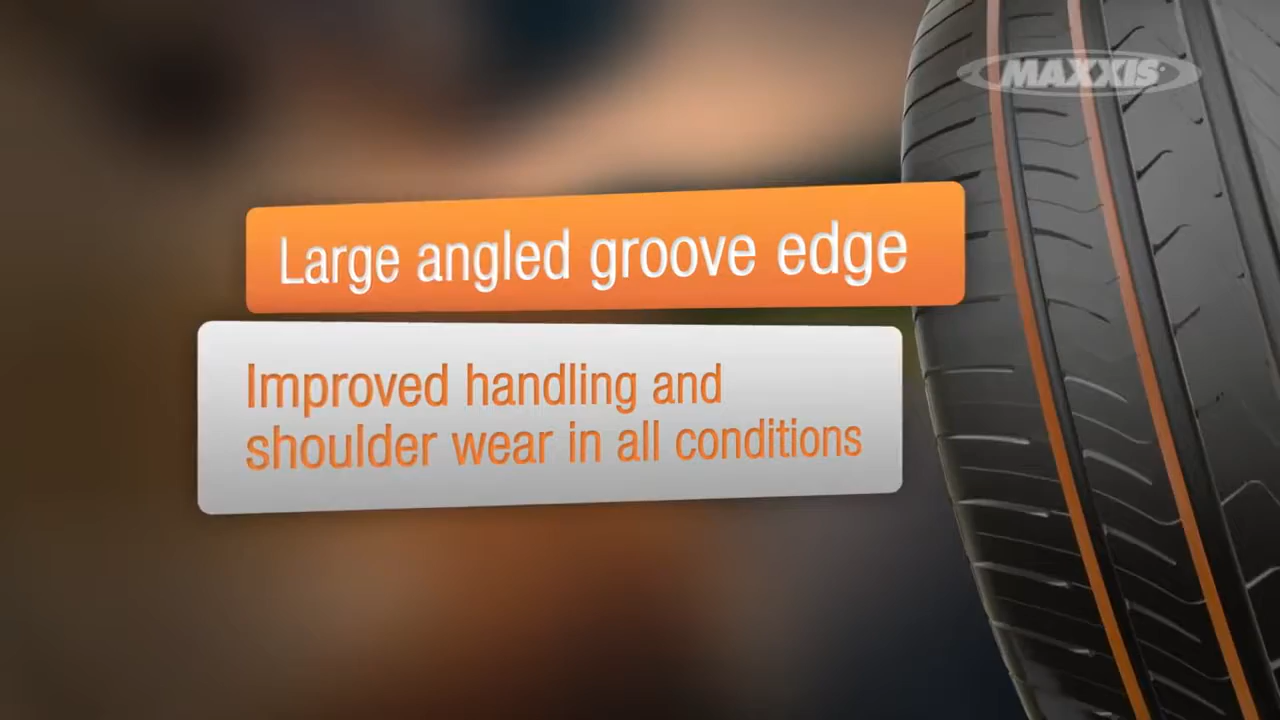 MAXXIS
Large angled groove edge
Improved handling and
shoulder wear in all conditions